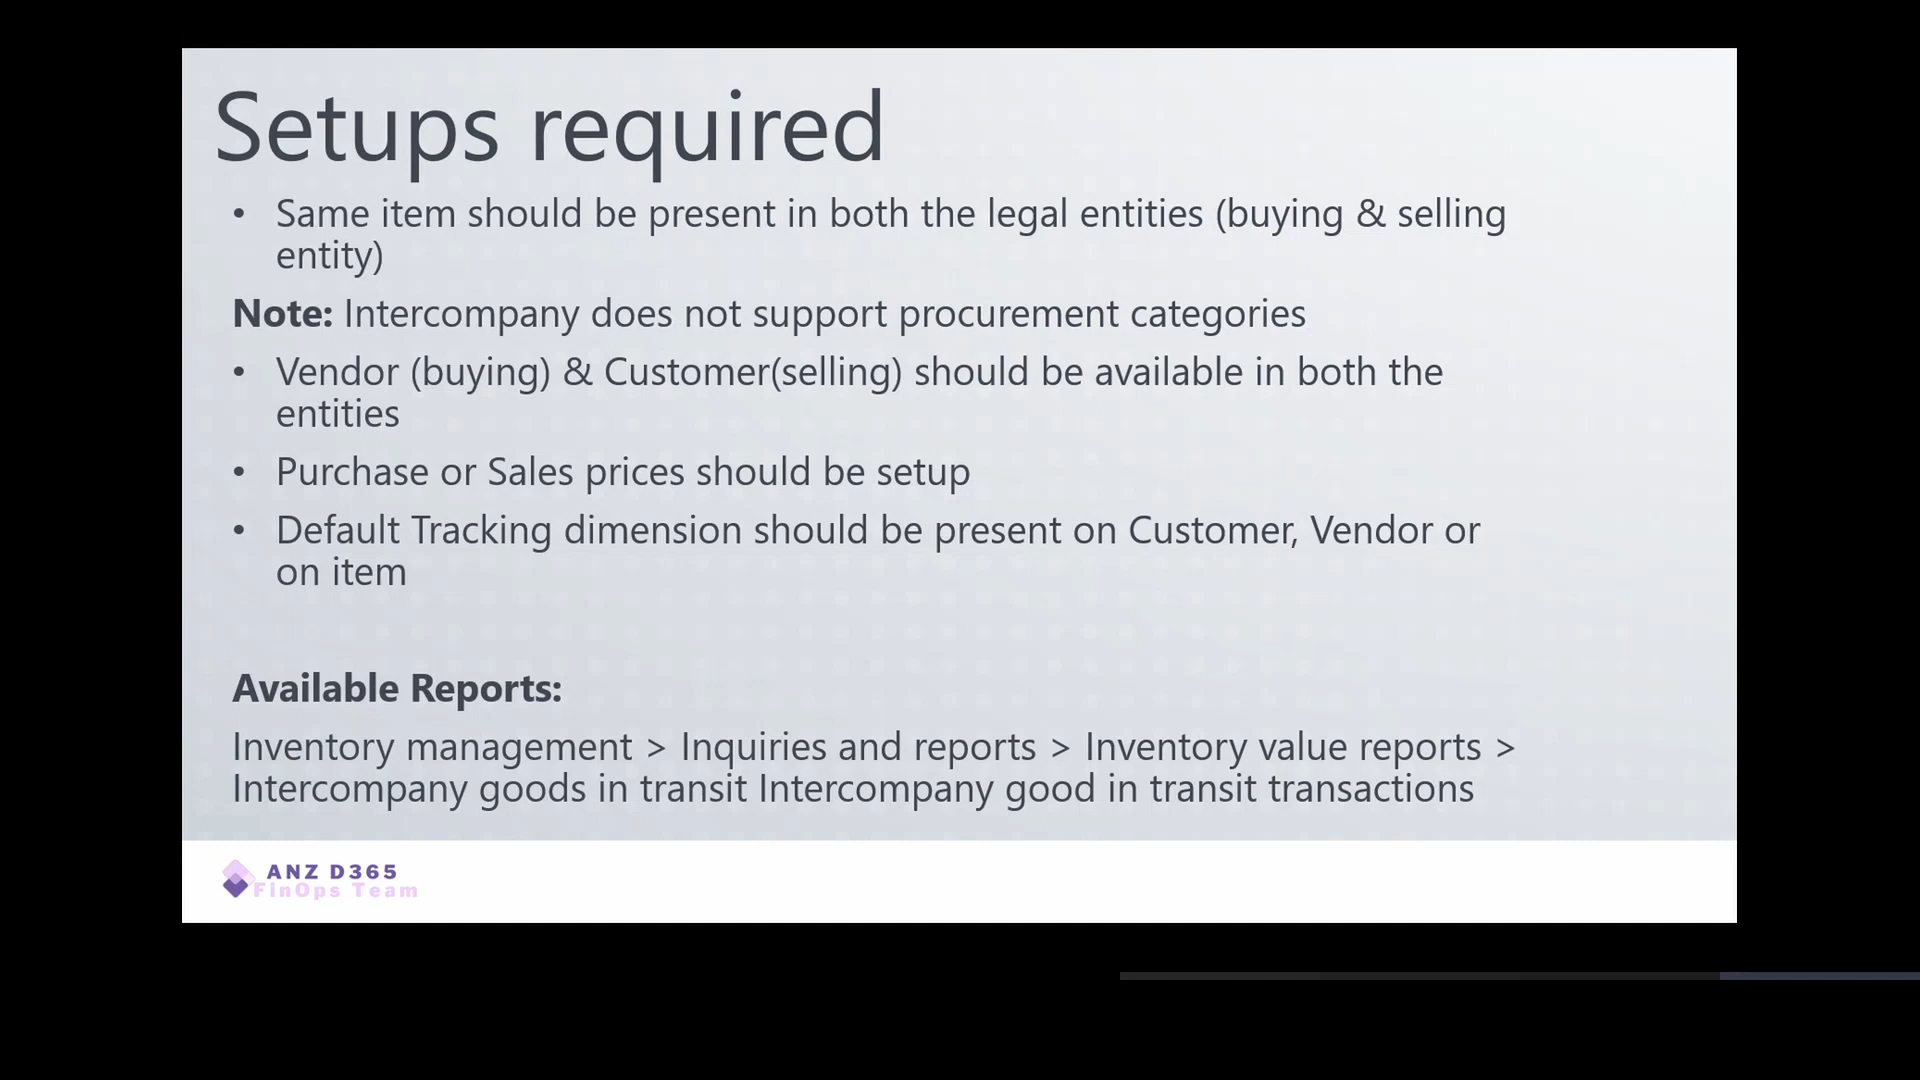 Setups required
• Same item should be present in both the legal entities (buying & selling
entity)
Note: Intercompany does not support procurement categories
• Vendor (buying) & Customer(selling) should be available in both the
entities
• Purchase or Sales prices should be setup
• Default Tracking dimension should be present on Customer, Vendor or
on item
Available Reports:
Inventory management > Inquiries and reports > Inventory value reports >
Intercompany goods in transit Intercompany good in transit transactions
ANZ D365
FinOps Team